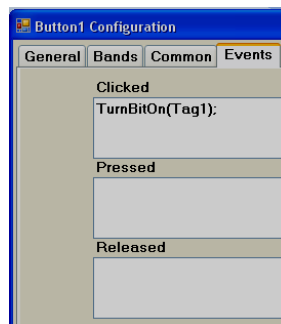 Button1 Configuration
General Bands Common Events
Clicked
TurnBitOn(Tag1);
Pressed
Released